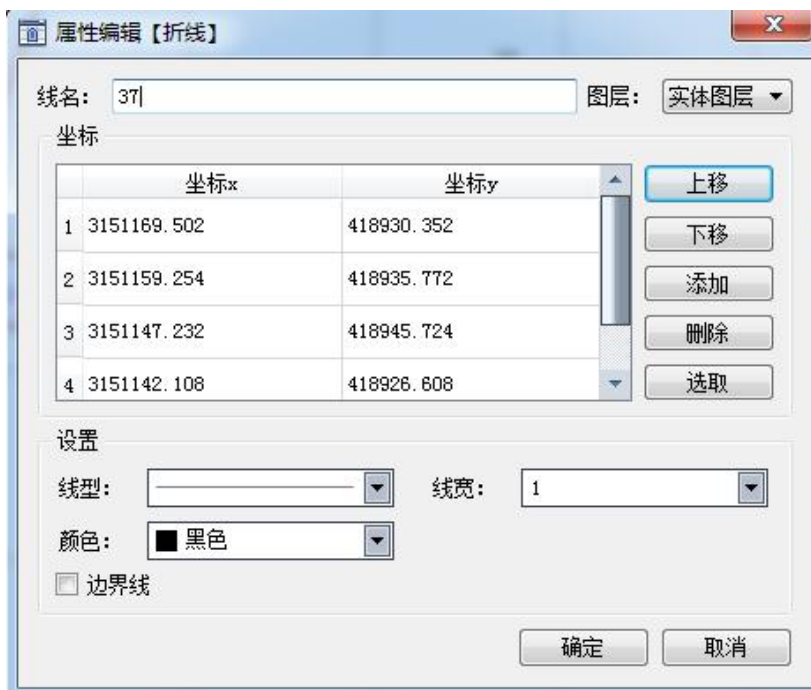 属性编辑【折线】
线名： 37 图层： 实体图层
坐标
坐标x 坐标y
1 3151169.502 418930.352
2 3151159.254 418935.772
3 3151147.232 418945.724
4 3151142.108 418926.608
上移
下移
添加
删除
选取
设置
线型： 线宽： 1
颜色： 黑色
边界线
确定 取消